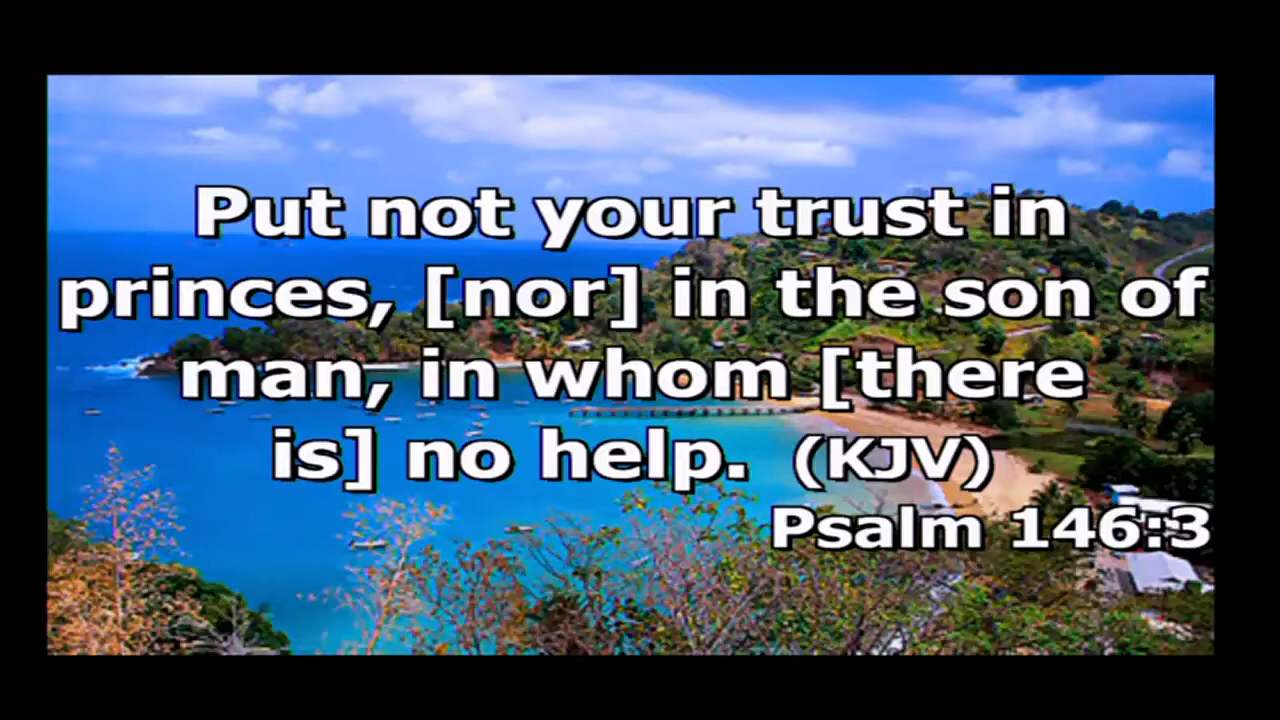 Put not your trust in
princes, [nor] in the son of
man, in whom [there
is] no help. (KJV)
Psalm 146:3